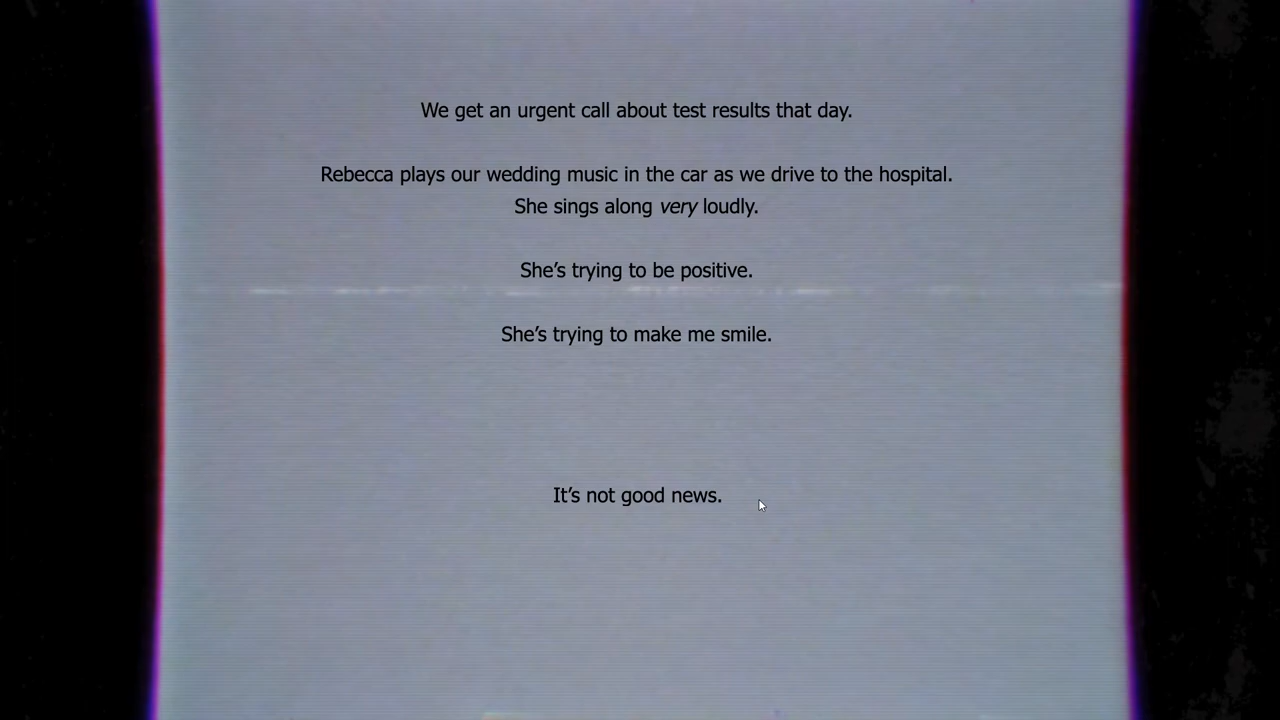 We get an urgent call about test results that day.
Rebecca plays our wedding music in the car as we drive to the hospital.
She sings along very loudly.
She’s trying to be positive.
She’s trying to make me smile.
It’s not good news.